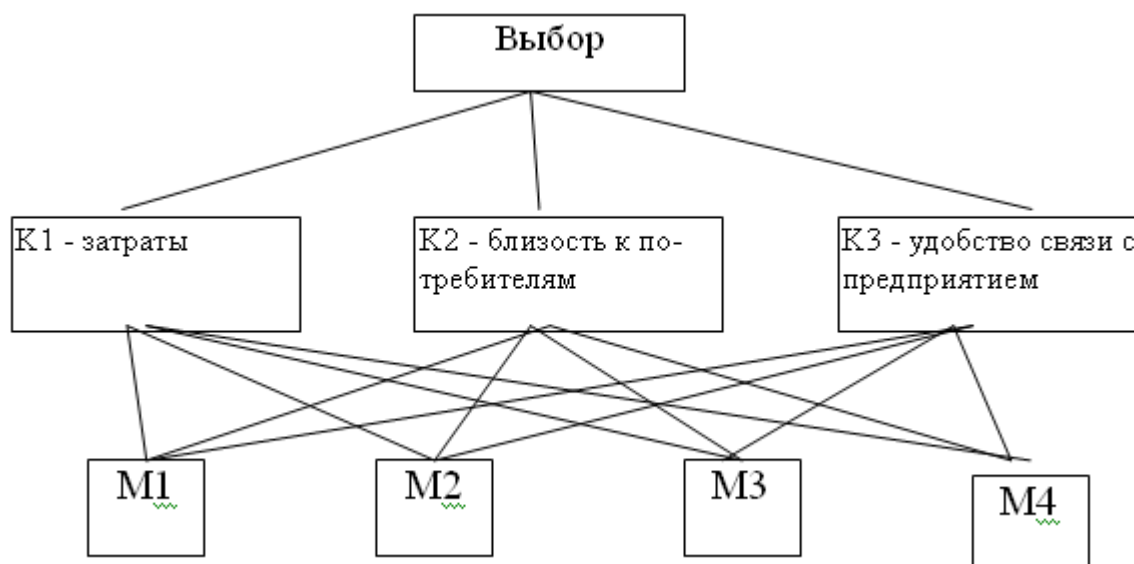 Выбор
К1 - затраты
К2 - близость к по-
требителям
К3 - удобство связи с
предприятием
М1
М2
М3
М4